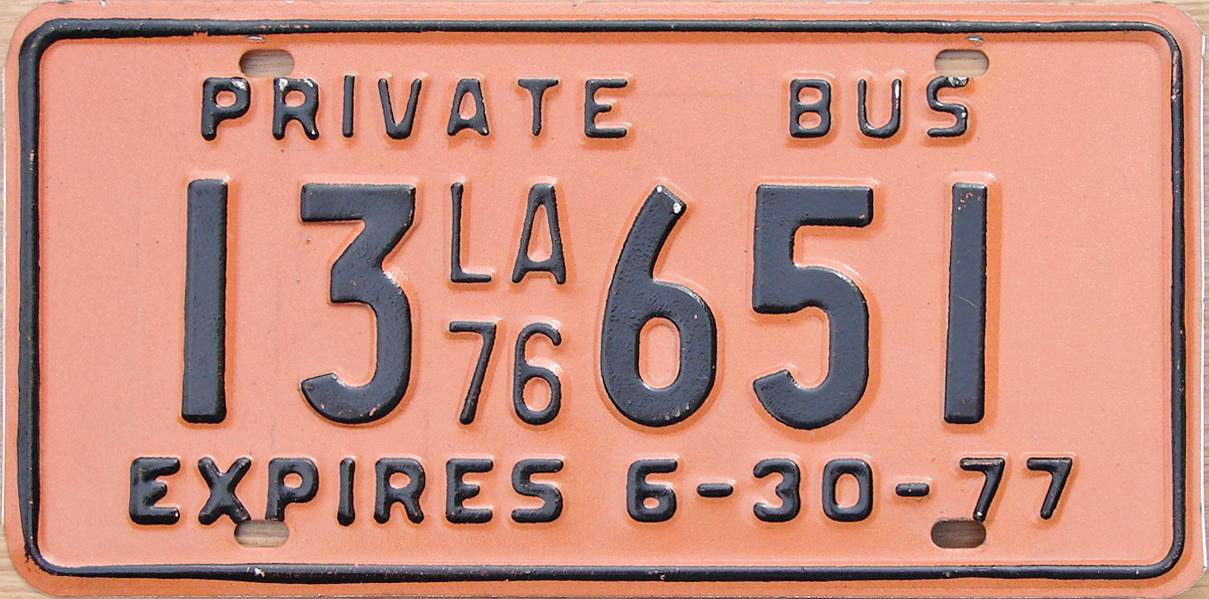 PRIVATE BUS
13 LA 76 651
EXPIRES 6-30-77